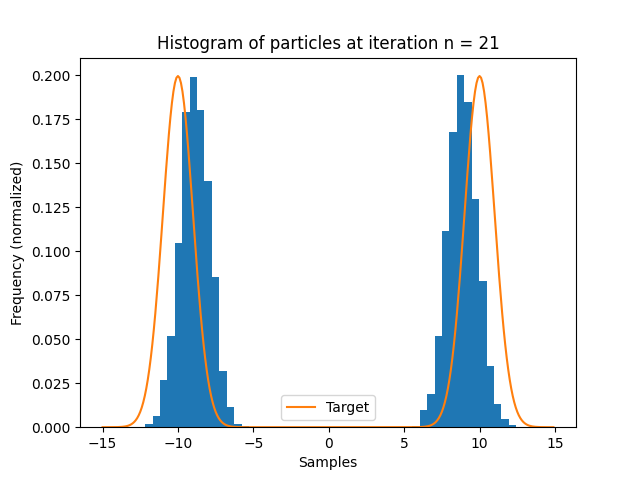 Histogram of particles at iteration n = 21
Frequency (normalized)
0.200
0.175
0.150
0.125
0.100
0.075
0.050
0.025
0.000
Target
−15 −10 −5 0 5 10 15
Samples